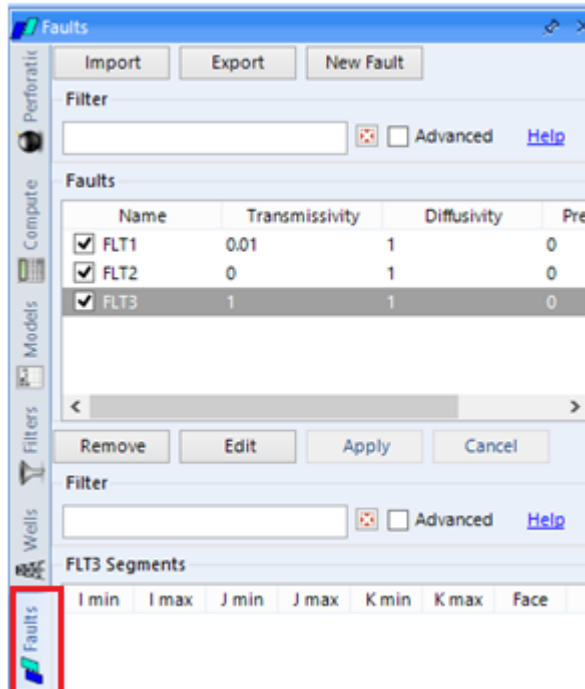 Faults
Import Export New Fault
Filter
Advanced Help
Faults
Name Transmissivity Diffusivity Pre
FLT1 0.01 1 0
FLT2 0 1 0
FLT3 1 1 0
Remove Edit Apply Cancel
Filter
Advanced Help
FLT3 Segments
I min I max J min J max K min K max Face
Perforatic
Compute
Models
Filters
Wells
Faults